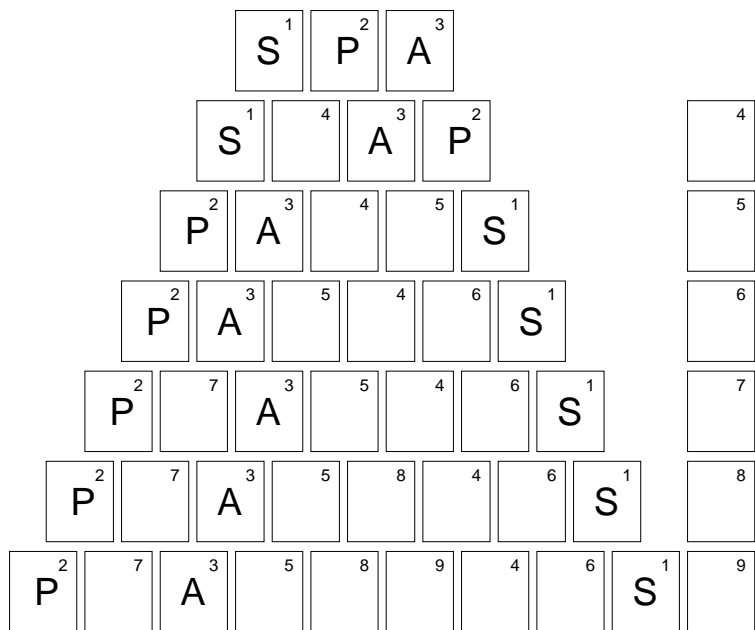 S 1 P 2 A 3
S 1 4 A 3 P 2 4
P 2 A 3 4 5 S 1 5
P 2 A 3 5 4 6 S 1 6
P 2 7 A 3 5 4 6 S 1 7
P 2 7 A 3 5 8 4 6 S 1 8
P 2 7 A 3 5 8 9 4 6 S 1 9